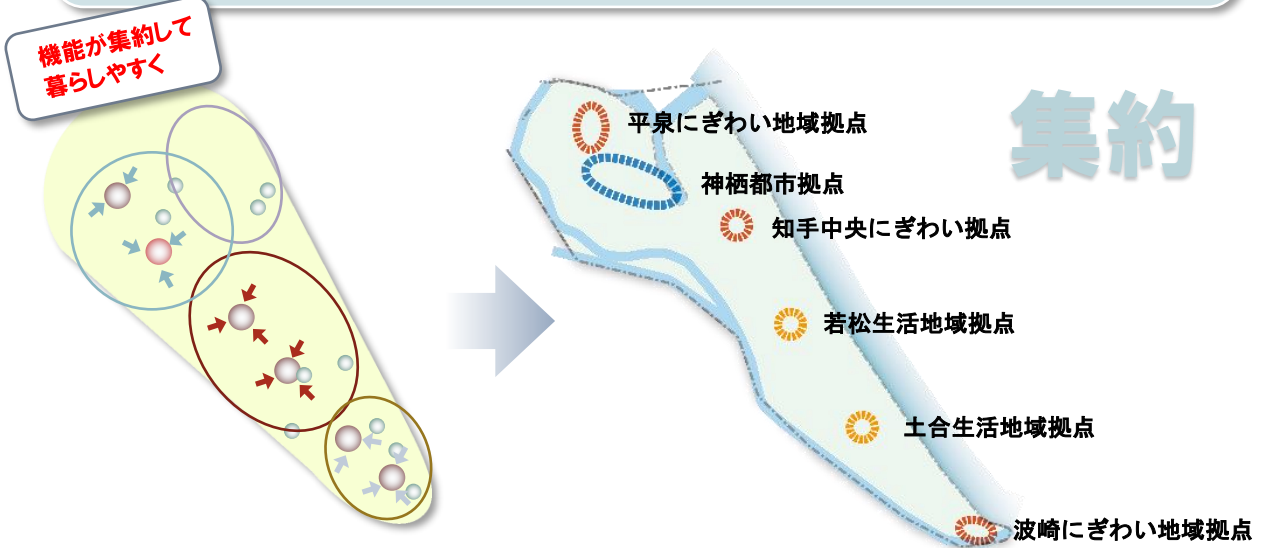 機能が集約して
暮らしやすく
集約
平泉にぎわい地域拠点
神栖都市拠点
知手中央にぎわい拠点
若松生活地域拠点
土合生活地域拠点
波崎にぎわい地域拠点